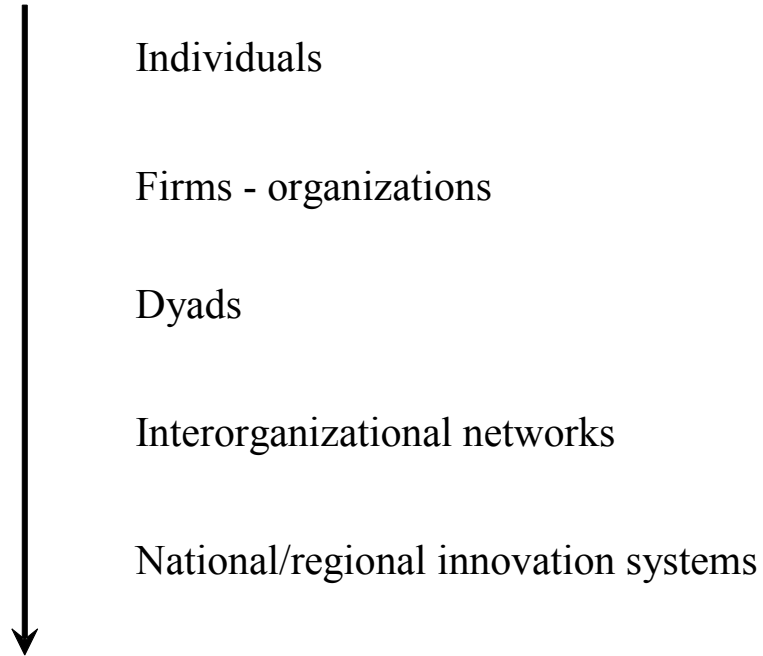 Individuals
Firms - organizations
Dyads
Interorganizational networks
National/regional innovation systems